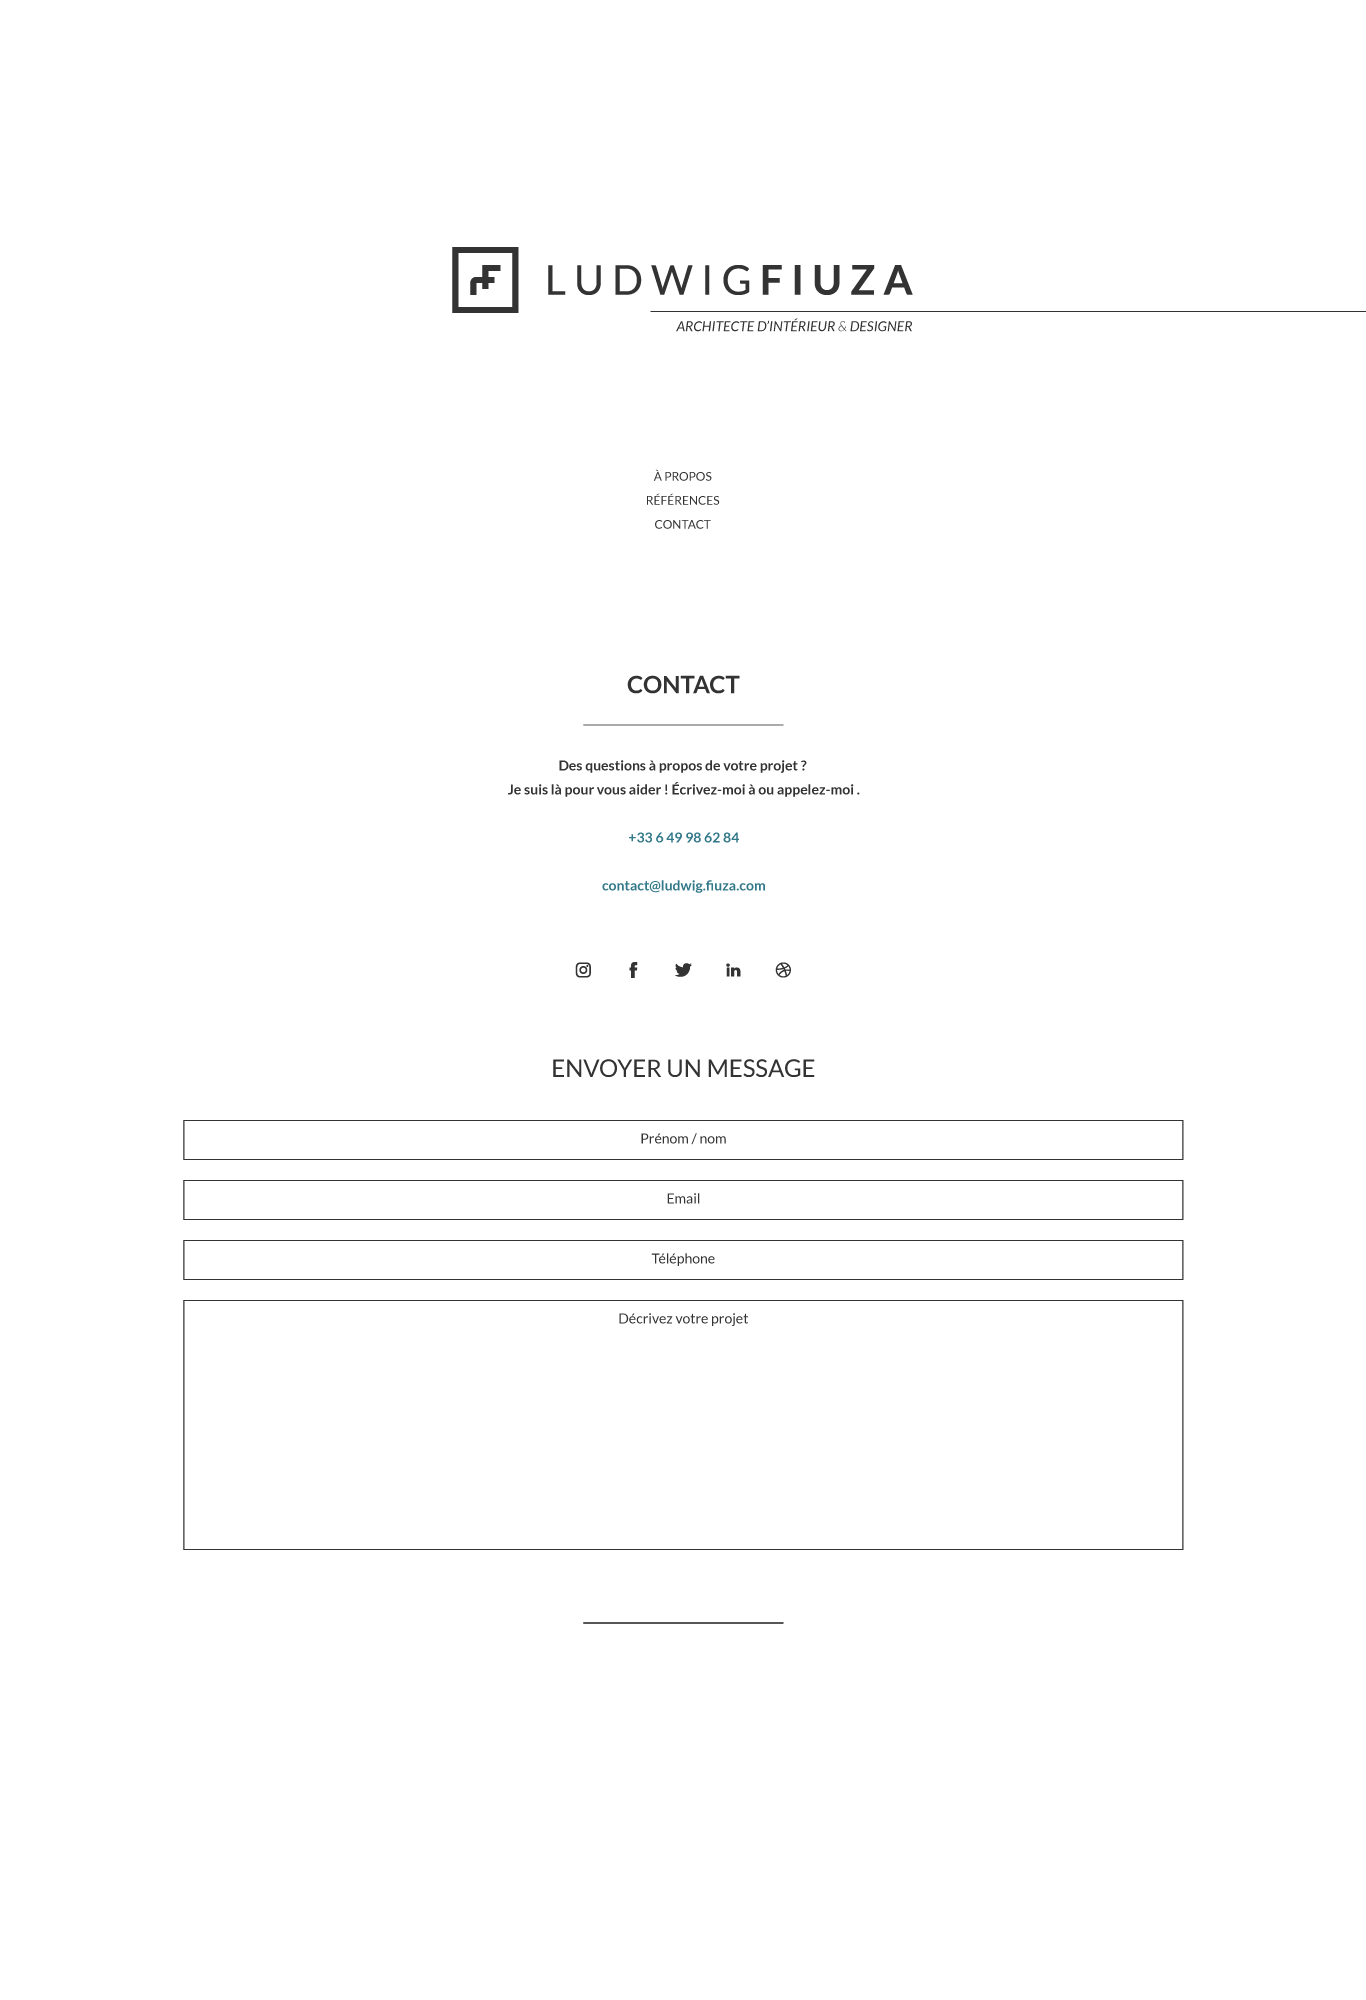 LUDWIGFIUZA
ARCHITECTE D'INTÉRIEUR & DESIGNER
À PROPOS
RÉFÉRENCES
CONTACT
CONTACT
Des questions à propos de votre projet ?
Je suis là pour vous aider ! Écrivez-moi à ou appelez-moi .
+33 6 49 98 62 84
contact@ludwig.fiuza.com
ENVOYER UN MESSAGE
Prénom / nom
Email
Téléphone
Décrivez votre projet